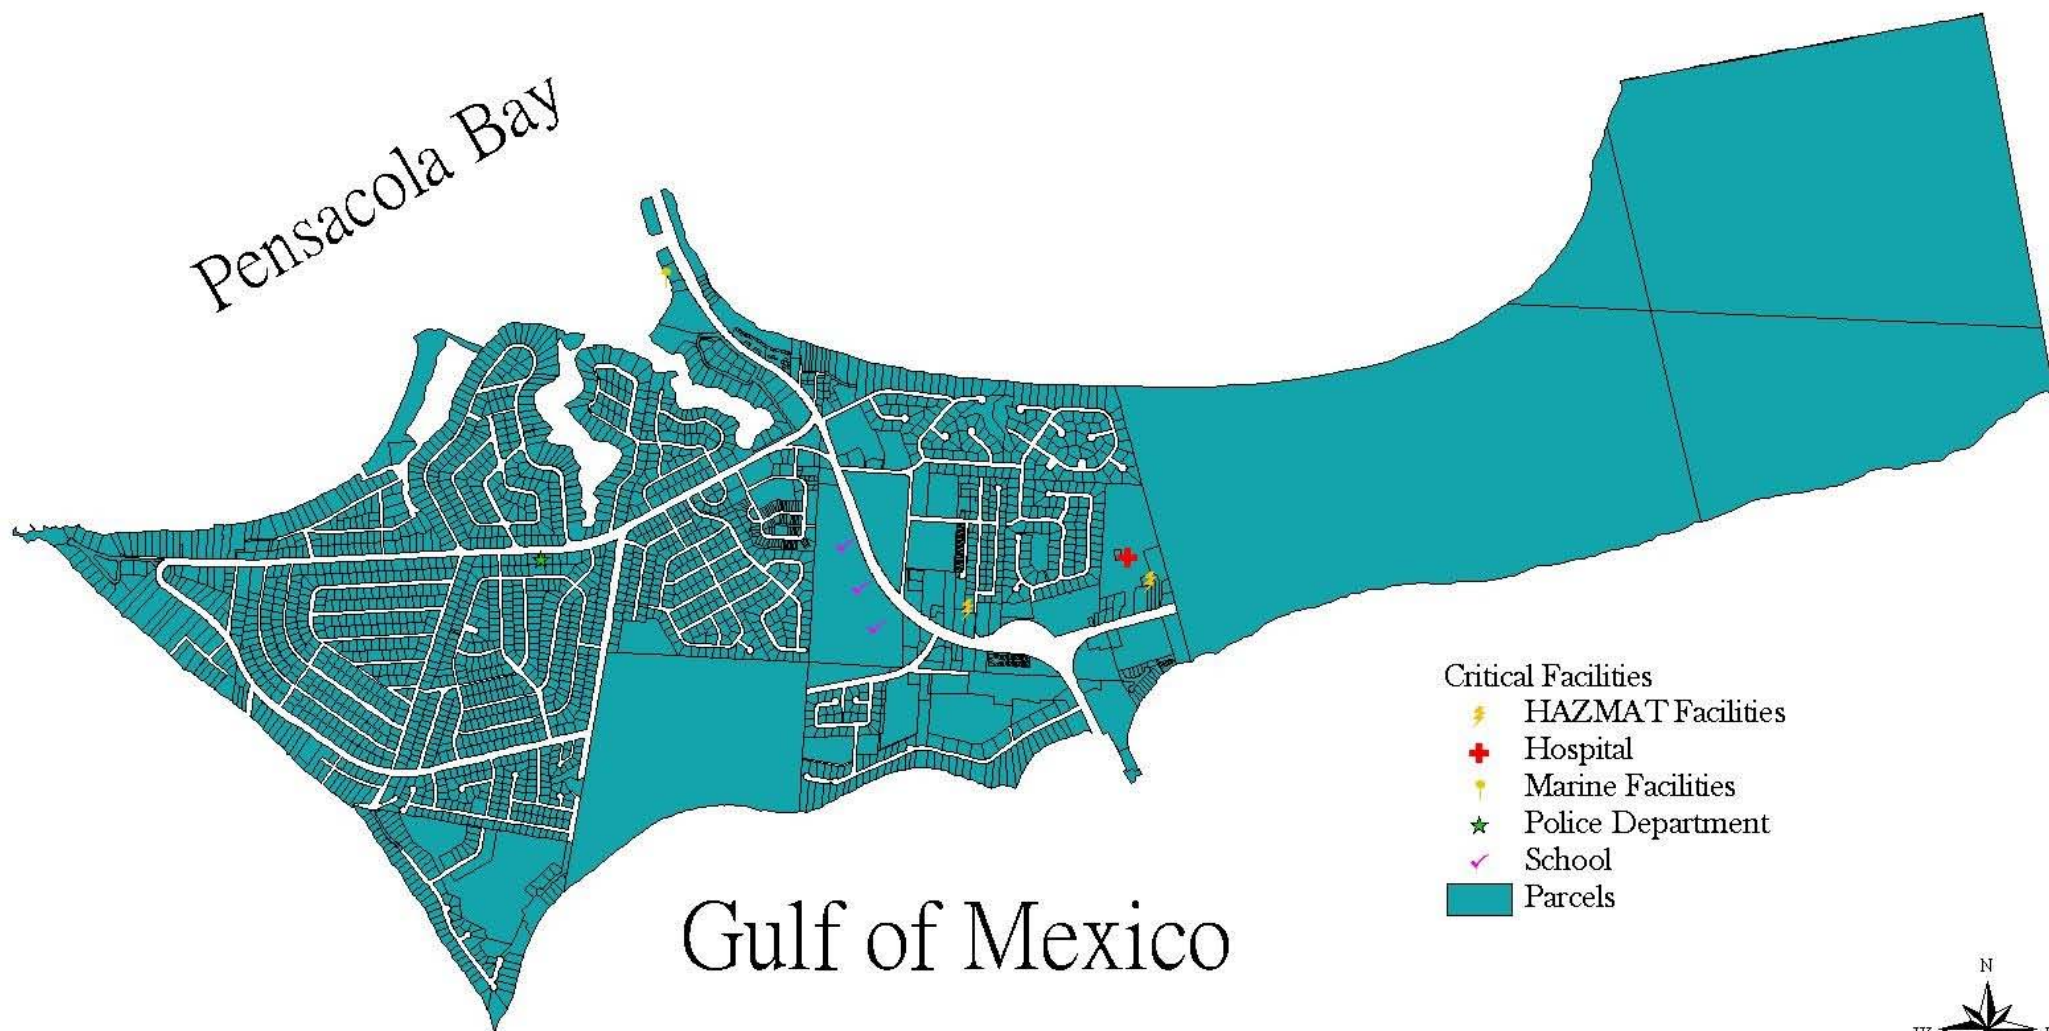 Pensacola Bay
Critical Facilities
HAZMAT Facilities
Hospital
Marine Facilities
Police Department
School
Parcels
Gulf of Mexico
N